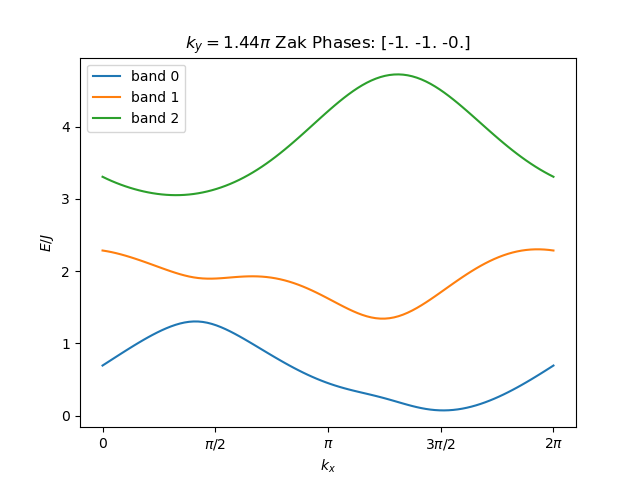 $k_y = 1.44\pi$ Zak Phases: [-1. -1. -0.]
band 0
band 1
band 2
E/J
4
3
2
1
0
0 π/2 π 3π/2 2π
$k_x$